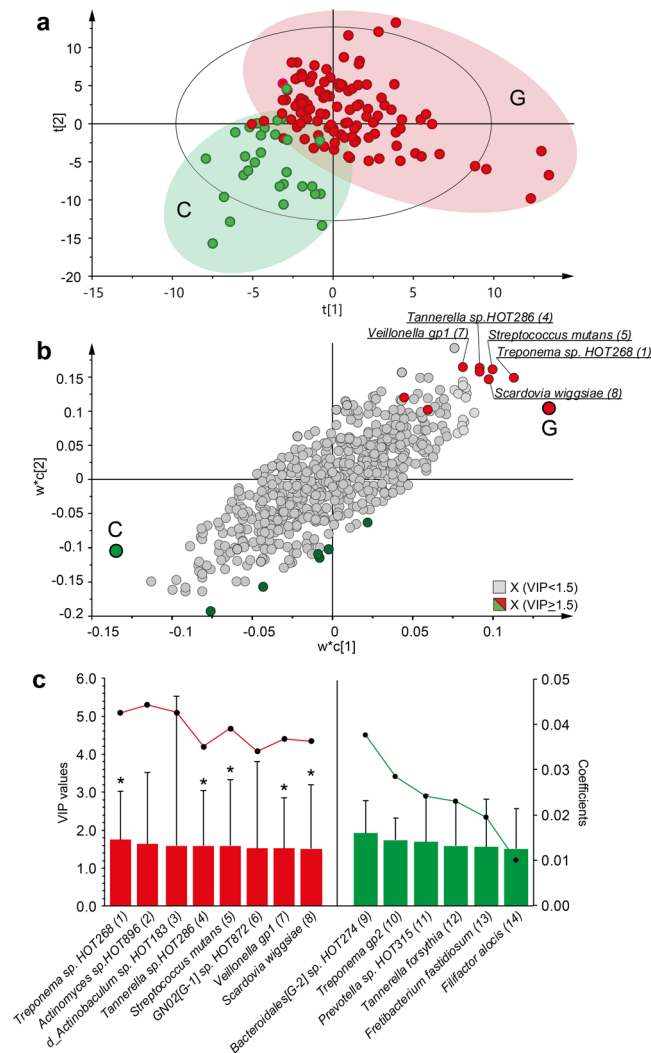 a
15
10
5
0
-5
-10
-15
-20
t[2]
G
C
-15
-10
-5
0
5
10
15
t[1]
b
Tannerella sp.HOT286 (4)
Veillonella gp1 (7)
Streptococcus mutans (5)
Treponema sp. HOT268 (1)
Scardovia wiggsiae (8)
0.15
0.10
0.05
0
-0.05
-0.1
-0.15
-0.2
w*c[2]
G
C
X (VIP<1.5)
X (VIP≥1.5)
-0.15
-0.1
-0.05
0
0.05
0.1
w*c[1]
c
6.0
5.0
4.0
3.0
2.0
1.0
0.0
VIP values
* * * * *
0.05
0.04
0.03
0.02
0.01
0.00
Coefficients
Treponema sp. HOT268 (1)
Actinomyces sp.HOT896 (2)
d_Actinobaculum sp. HOT183 (3)
Tannerella sp.HOT286 (4)
Streptococcus mutans (5)
GN02[G-1] sp. HOT872 (6)
Veillonella gp1 (7)
Scardovia wiggsiae (8)
Bacteroidales[G-2] sp. HOT274 (9)
Treponema gp2 (10)
Prevotella sp. HOT315 (11)
Tannerella forsythia (12)
Fretibacterium fastidiosum (13)
Filifactor alocis (14)